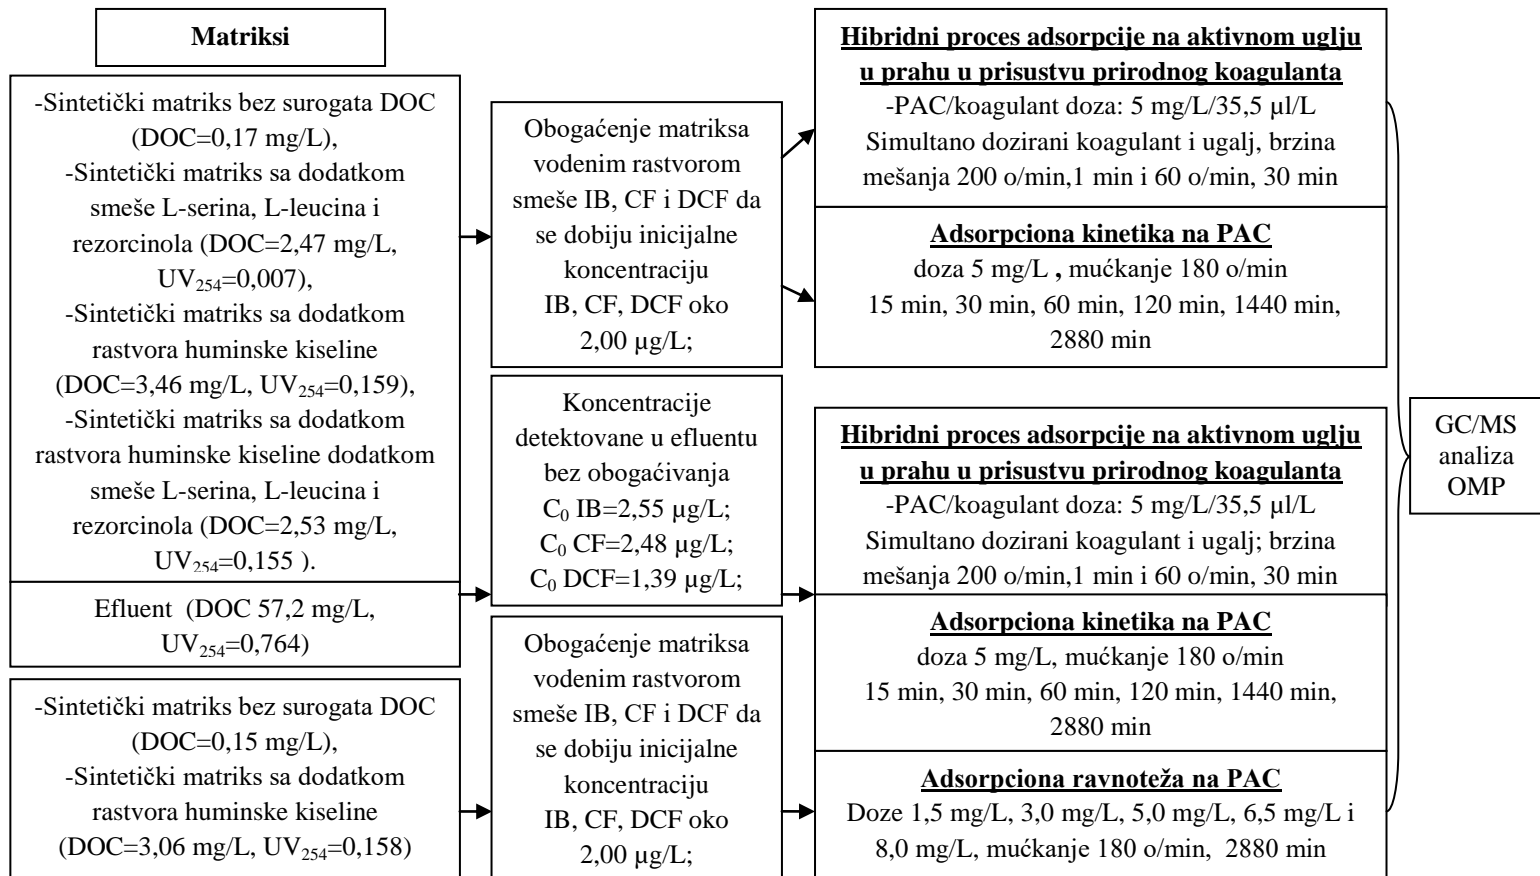 Matriksi
-Sintetički matriks bez surogata DOC
(DOC=0,17 mg/L),
-Sintetički matriks sa dodatkom
smeše L-serina, L-leucina i
rezorcinola (DOC=2,47 mg/L,
UV254=0,007),
-Sintetički matriks sa dodatkom
rastvora huminske kiseline
(DOC=3,46 mg/L, UV254=0,159),
-Sintetički matriks sa dodatkom
rastvora huminske kiseline dodatkom
smeše L-serina, L-leucina i
rezorcinola (DOC=2,53 mg/L,
UV254=0,155 ).
Efluent (DOC 57,2 mg/L,
UV254=0,764)
-Sintetički matriks bez surogata DOC
(DOC=0,15 mg/L),
-Sintetički matriks sa dodatkom
rastvora huminske kiseline
(DOC=3,06 mg/L, UV254=0,158)
Obogaćenje matriksa
vodenim rastvorom
smeše IB, CF i DCF da
se dobiju inicijalne
koncentraciju
IB, CF, DCF oko
2,00 µg/L;
Koncentracije
detektovane u efluentu
bez obogaćivanja
C0 IB=2,55 µg/L;
C0 CF=2,48 µg/L;
C0 DCF=1,39 µg/L;
Obogaćenje matriksa
vodenim rastvorom
smeše IB, CF i DCF da
se dobiju inicijalne
koncentraciju
IB, CF, DCF oko
2,00 µg/L;
Hibridni proces adsorpcije na aktivnom uglju
u prahu u prisustvu prirodnog koagulanta
-PAC/koagulant doza: 5 mg/L/35,5 µl/L
Simultano dozirani koagulant i ugalj, brzina
mešanja 200 o/min,1 min i 60 o/min, 30 min
Adsorpciona kinetika na PAC
doza 5 mg/L , mućkanje 180 o/min
15 min, 30 min, 60 min, 120 min, 1440 min,
2880 min
Hibridni proces adsorpcije na aktivnom uglju
u prahu u prisustvu prirodnog koagulanta
-PAC/koagulant doza: 5 mg/L/35,5 µl/L
Simultano dozirani koagulant i ugalj; brzina
mešanja 200 o/min,1 min i 60 o/min, 30 min
Adsorpciona kinetika na PAC
doza 5 mg/L, mućkanje 180 o/min
15 min, 30 min, 60 min, 120 min, 1440 min,
2880 min
Adsorpciona ravnoteža na PAC
Doze 1,5 mg/L, 3,0 mg/L, 5,0 mg/L, 6,5 mg/L i
8,0 mg/L, mućkanje 180 o/min, 2880 min
GC/MS
analiza
OMP